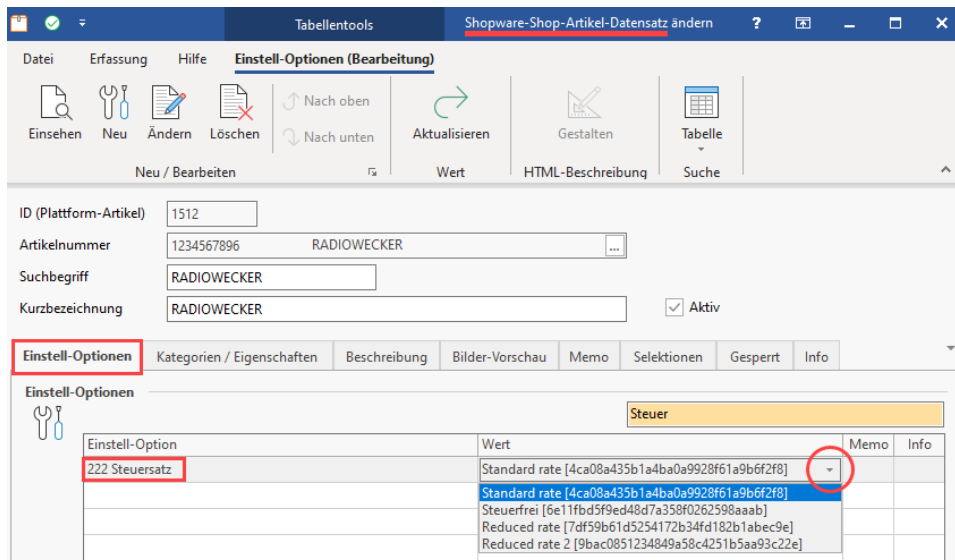 Tabellentools
Shopware-Shop-Artikel-Datensatz ändern
?
Datei Erfassung Hilfe Einstell-Optionen (Bearbeitung)
Einsehen Neu Ändern Löschen
Nach oben
Nach unten
Aktualisieren
Gestalten
Tabelle
Neu / Bearbeiten Wert HTML-Beschreibung Suche
ID (Plattform-Artikel) 1512
Artikelnummer 1234567896 RADIOWECKER ...
Suchbegriff RADIOWECKER
Kurzbezeichnung RADIOWECKER Aktiv
Einstell-Optionen Kategorien / Eigenschaften Beschreibung Bilder-Vorschau Memo Selektionen Gesperrt Info
Einstell-Optionen
Steuer
Einstell-Option Wert Memo Info
222 Steuersatz Standard rate [4ca08a435b1a4ba0a9928f61a9b6f2f8]
Standard rate [4ca08a435b1a4ba0a9928f61a9b6f2f8]
Steuerfrei [6e11fbd5f9ed48d7a358f0262598aaab]
Reduced rate [7df59b61d5254172b34fd182b1abec9e]
Reduced rate 2 [9bac0851234849a58c4251b5aa93c22e]